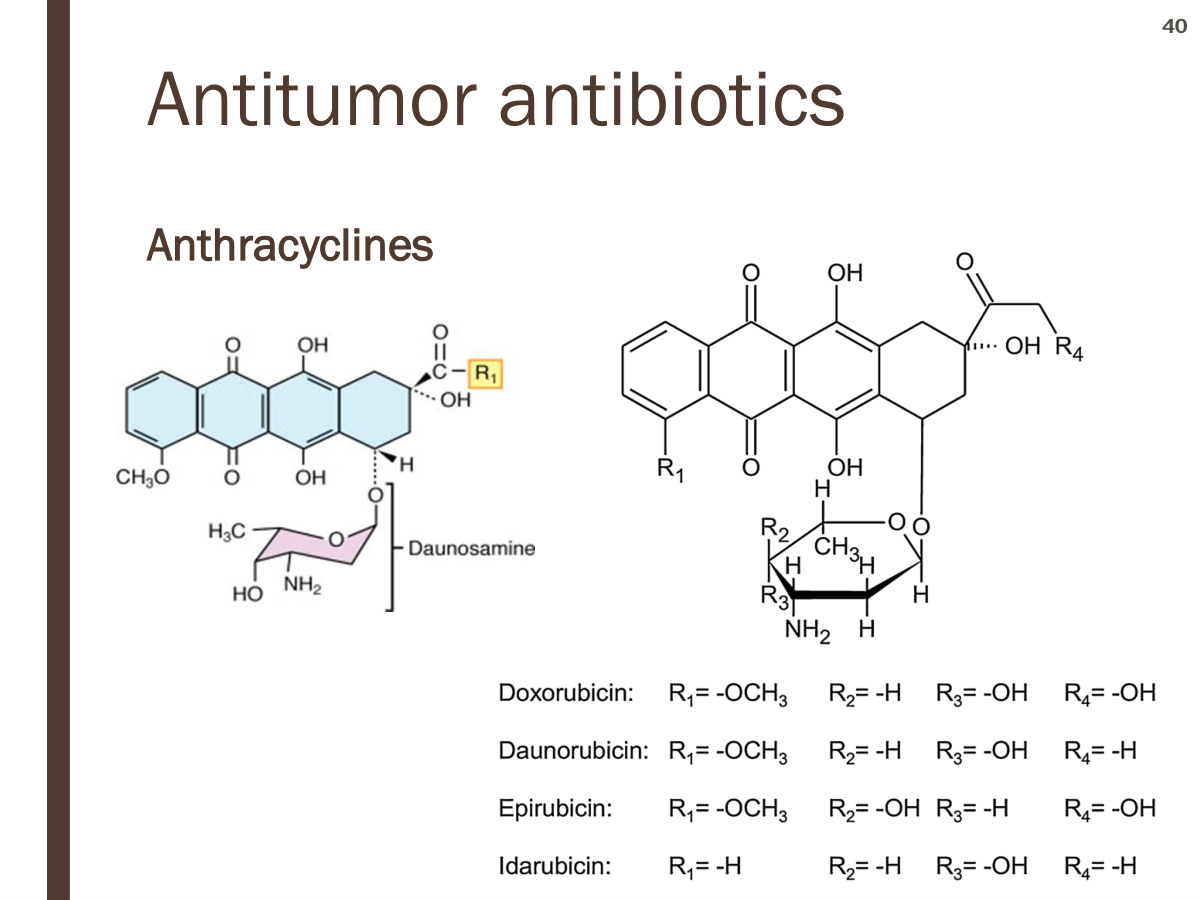 40
Antitumor antibiotics
Anthracyclines
O
OH
O
C
R₁
OH
CH₃O
O
OH
H
O
H₃C
O
Daunosamine
HO
NH₂
O
OH
O
OH R₄
R₁
O
OH
H
R₂
O O
CH₃
H
H
R₃
H
NH₂
H
Doxorubicin: R₁= -OCH₃ R₂= -H R₃= -OH R₄= -OH
Daunorubicin: R₁= -OCH₃ R₂= -H R₃= -OH R₄= -H
Epirubicin: R₁= -OCH₃ R₂= -OH R₃= -H R₄= -OH
Idarubicin: R₁= -H R₂= -H R₃= -OH R₄= -H